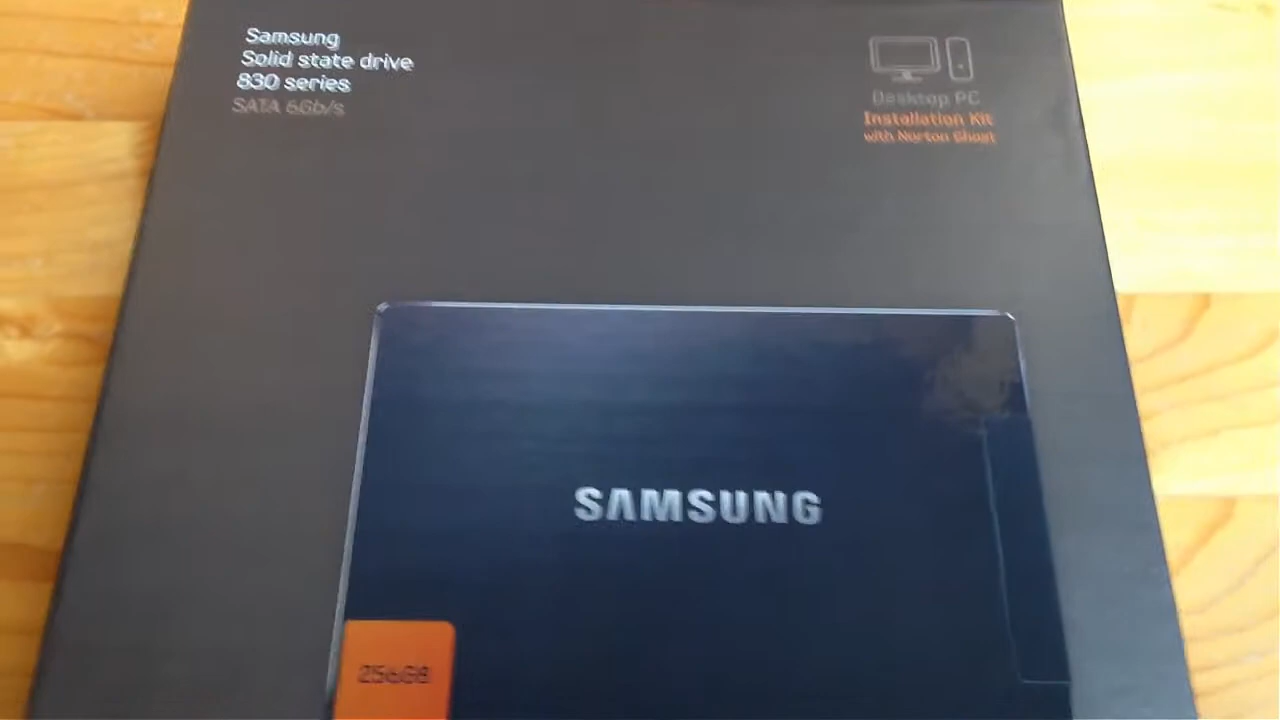 Samsung
Solid state drive
830 series
SATA 6Gb/s
Desktop PC
Installation Kit
with Norton Ghost
SAMSUNG
256GB